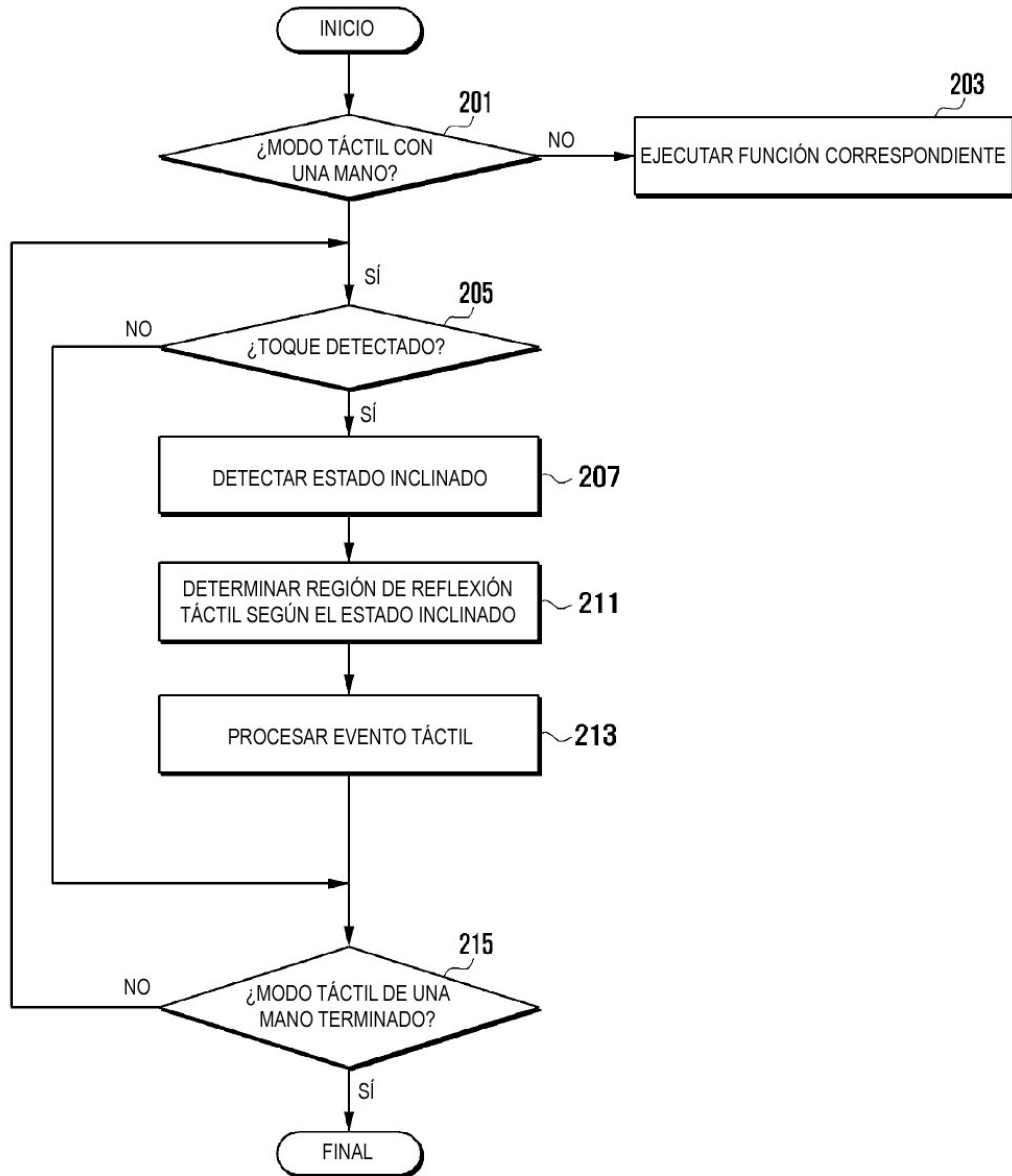 INICIO
201
¿MODO TÁCTIL CON
UNA MANO?
NO
203
EJECUTAR FUNCIÓN CORRESPONDIENTE
SÍ
205
NO
¿TOQUE DETECTADO?
SÍ
DETECTAR ESTADO INCLINADO
207
DETERMINAR REGIÓN DE REFLEXIÓN
TÁCTIL SEGÚN EL ESTADO INCLINADO
211
PROCESAR EVENTO TÁCTIL
213
215
NO
¿MODO TÁCTIL DE UNA
MANO TERMINADO?
SÍ
FINAL